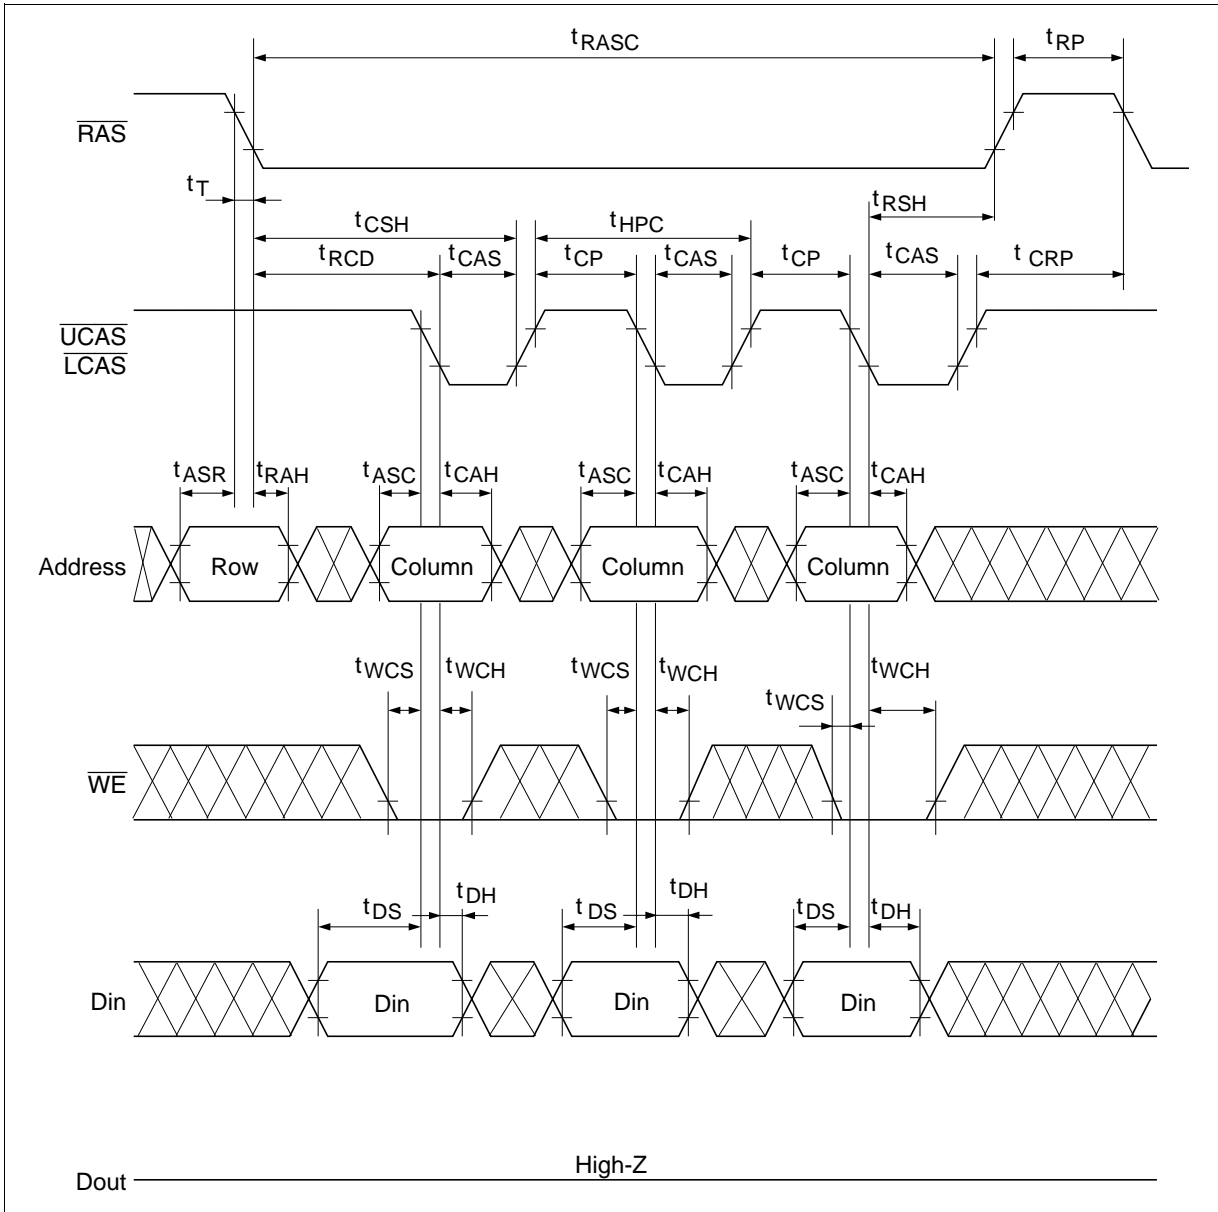 tRASC tRP
RAS
tT
tRSH
tCSH tHPC
tRCD tCAS tCP tCAS tCP tCAS tCRP
UCAS
LCAS
tASR tRAH tASC tCAH tASC tCAH tASC tCAH
Address Row Column Column Column
tWCS tWCH tWCS tWCH tWCH
tWCS
WE
tDS tDH tDS tDH tDS tDH
Din Din Din Din
High-Z
Dout